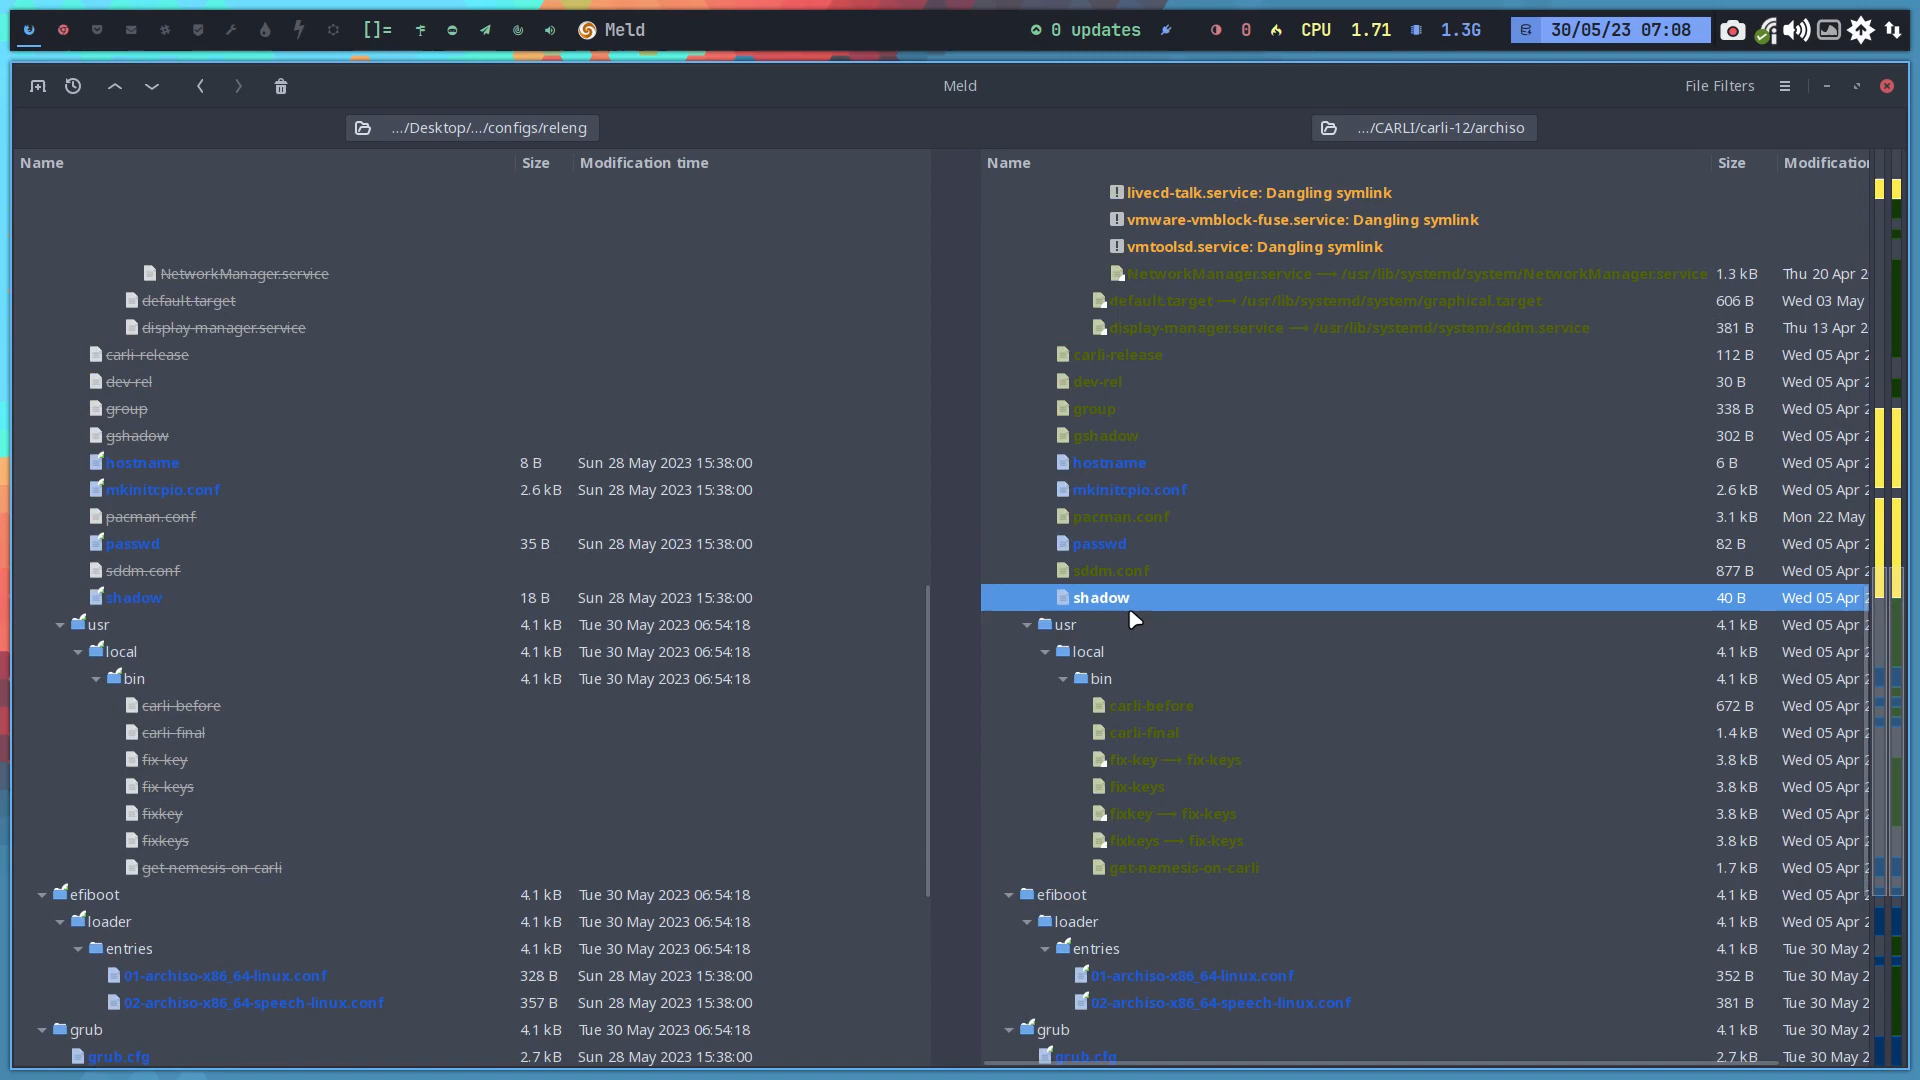 []= Meld 0 updates 0 CPU 1.71 1.3G 30/05/23 07:08
Meld File Filters
.../Desktop/.../configs/releng .../CARLI/carli-12/archiso
Name Size Modification time Name Size Modification
livecd-talk.service: Dangling symlink
vmware-vmblock-fuse.service: Dangling symlink
vmtoolsd.service: Dangling symlink
NetworkManager.service NetworkManager.service ⟶ /usr/lib/systemd/system/NetworkManager.service 1.3 kB Thu 20 Apr 2
default.target default.target ⟶ /usr/lib/systemd/system/graphical.target 606 B Wed 03 May
display-manager.service display-manager.service ⟶ /usr/lib/systemd/system/sddm.service 381 B Thu 13 Apr 2
carli-release carli-release 112 B Wed 05 Apr 2
dev-rel dev-rel 30 B Wed 05 Apr 2
group group 338 B Wed 05 Apr 2
gshadow gshadow 302 B Wed 05 Apr 2
hostname 8 B Sun 28 May 2023 15:38:00 hostname 6 B Wed 05 Apr 2
mkinitcpio.conf 2.6 kB Sun 28 May 2023 15:38:00 mkinitcpio.conf 2.6 kB Wed 05 Apr 2
pacman.conf pacman.conf 3.1 kB Mon 22 May
passwd 35 B Sun 28 May 2023 15:38:00 passwd 82 B Wed 05 Apr 2
sddm.conf sddm.conf 877 B Wed 05 Apr 2
shadow 18 B Sun 28 May 2023 15:38:00 shadow 40 B Wed 05 Apr 2
usr 4.1 kB Tue 30 May 2023 06:54:18 usr 4.1 kB Wed 05 Apr 2
local 4.1 kB Tue 30 May 2023 06:54:18 local 4.1 kB Wed 05 Apr 2
bin 4.1 kB Tue 30 May 2023 06:54:18 bin 4.1 kB Wed 05 Apr 2
carli-before carli-before 672 B Wed 05 Apr 2
carli-final carli-final 1.4 kB Wed 05 Apr 2
fix-key fix-key ⟶ fix-keys 3.8 kB Wed 05 Apr 2
fix-keys fix-keys 3.8 kB Wed 05 Apr 2
fixkey fixkey ⟶ fix-keys 3.8 kB Wed 05 Apr 2
fixkeys fixkeys ⟶ fix-keys 3.8 kB Wed 05 Apr 2
get-nemesis-on-carli get-nemesis-on-carli 1.7 kB Wed 05 Apr 2
efiboot 4.1 kB Tue 30 May 2023 06:54:18 efiboot 4.1 kB Wed 05 Apr 2
loader 4.1 kB Tue 30 May 2023 06:54:18 loader 4.1 kB Wed 05 Apr 2
entries 4.1 kB Tue 30 May 2023 06:54:18 entries 4.1 kB Tue 30 May 2
01-archiso-x86_64-linux.conf 328 B Sun 28 May 2023 15:38:00 01-archiso-x86_64-linux.conf 352 B Tue 30 May 2
02-archiso-x86_64-speech-linux.conf 357 B Sun 28 May 2023 15:38:00 02-archiso-x86_64-speech-linux.conf 381 B Tue 30 May 2
grub 4.1 kB Tue 30 May 2023 06:54:18 grub 4.1 kB Tue 30 May 2
grub.cfg 2.7 kB Sun 28 May 2023 15:38:00 grub.cfg 2.7 kB Tue 30 May 2